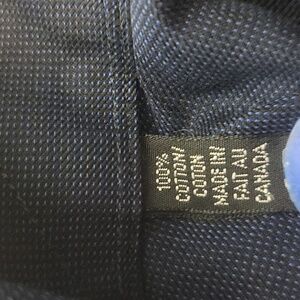 100%
COTTON/
COTON
MADE IN/
FAIT AU
CANADA